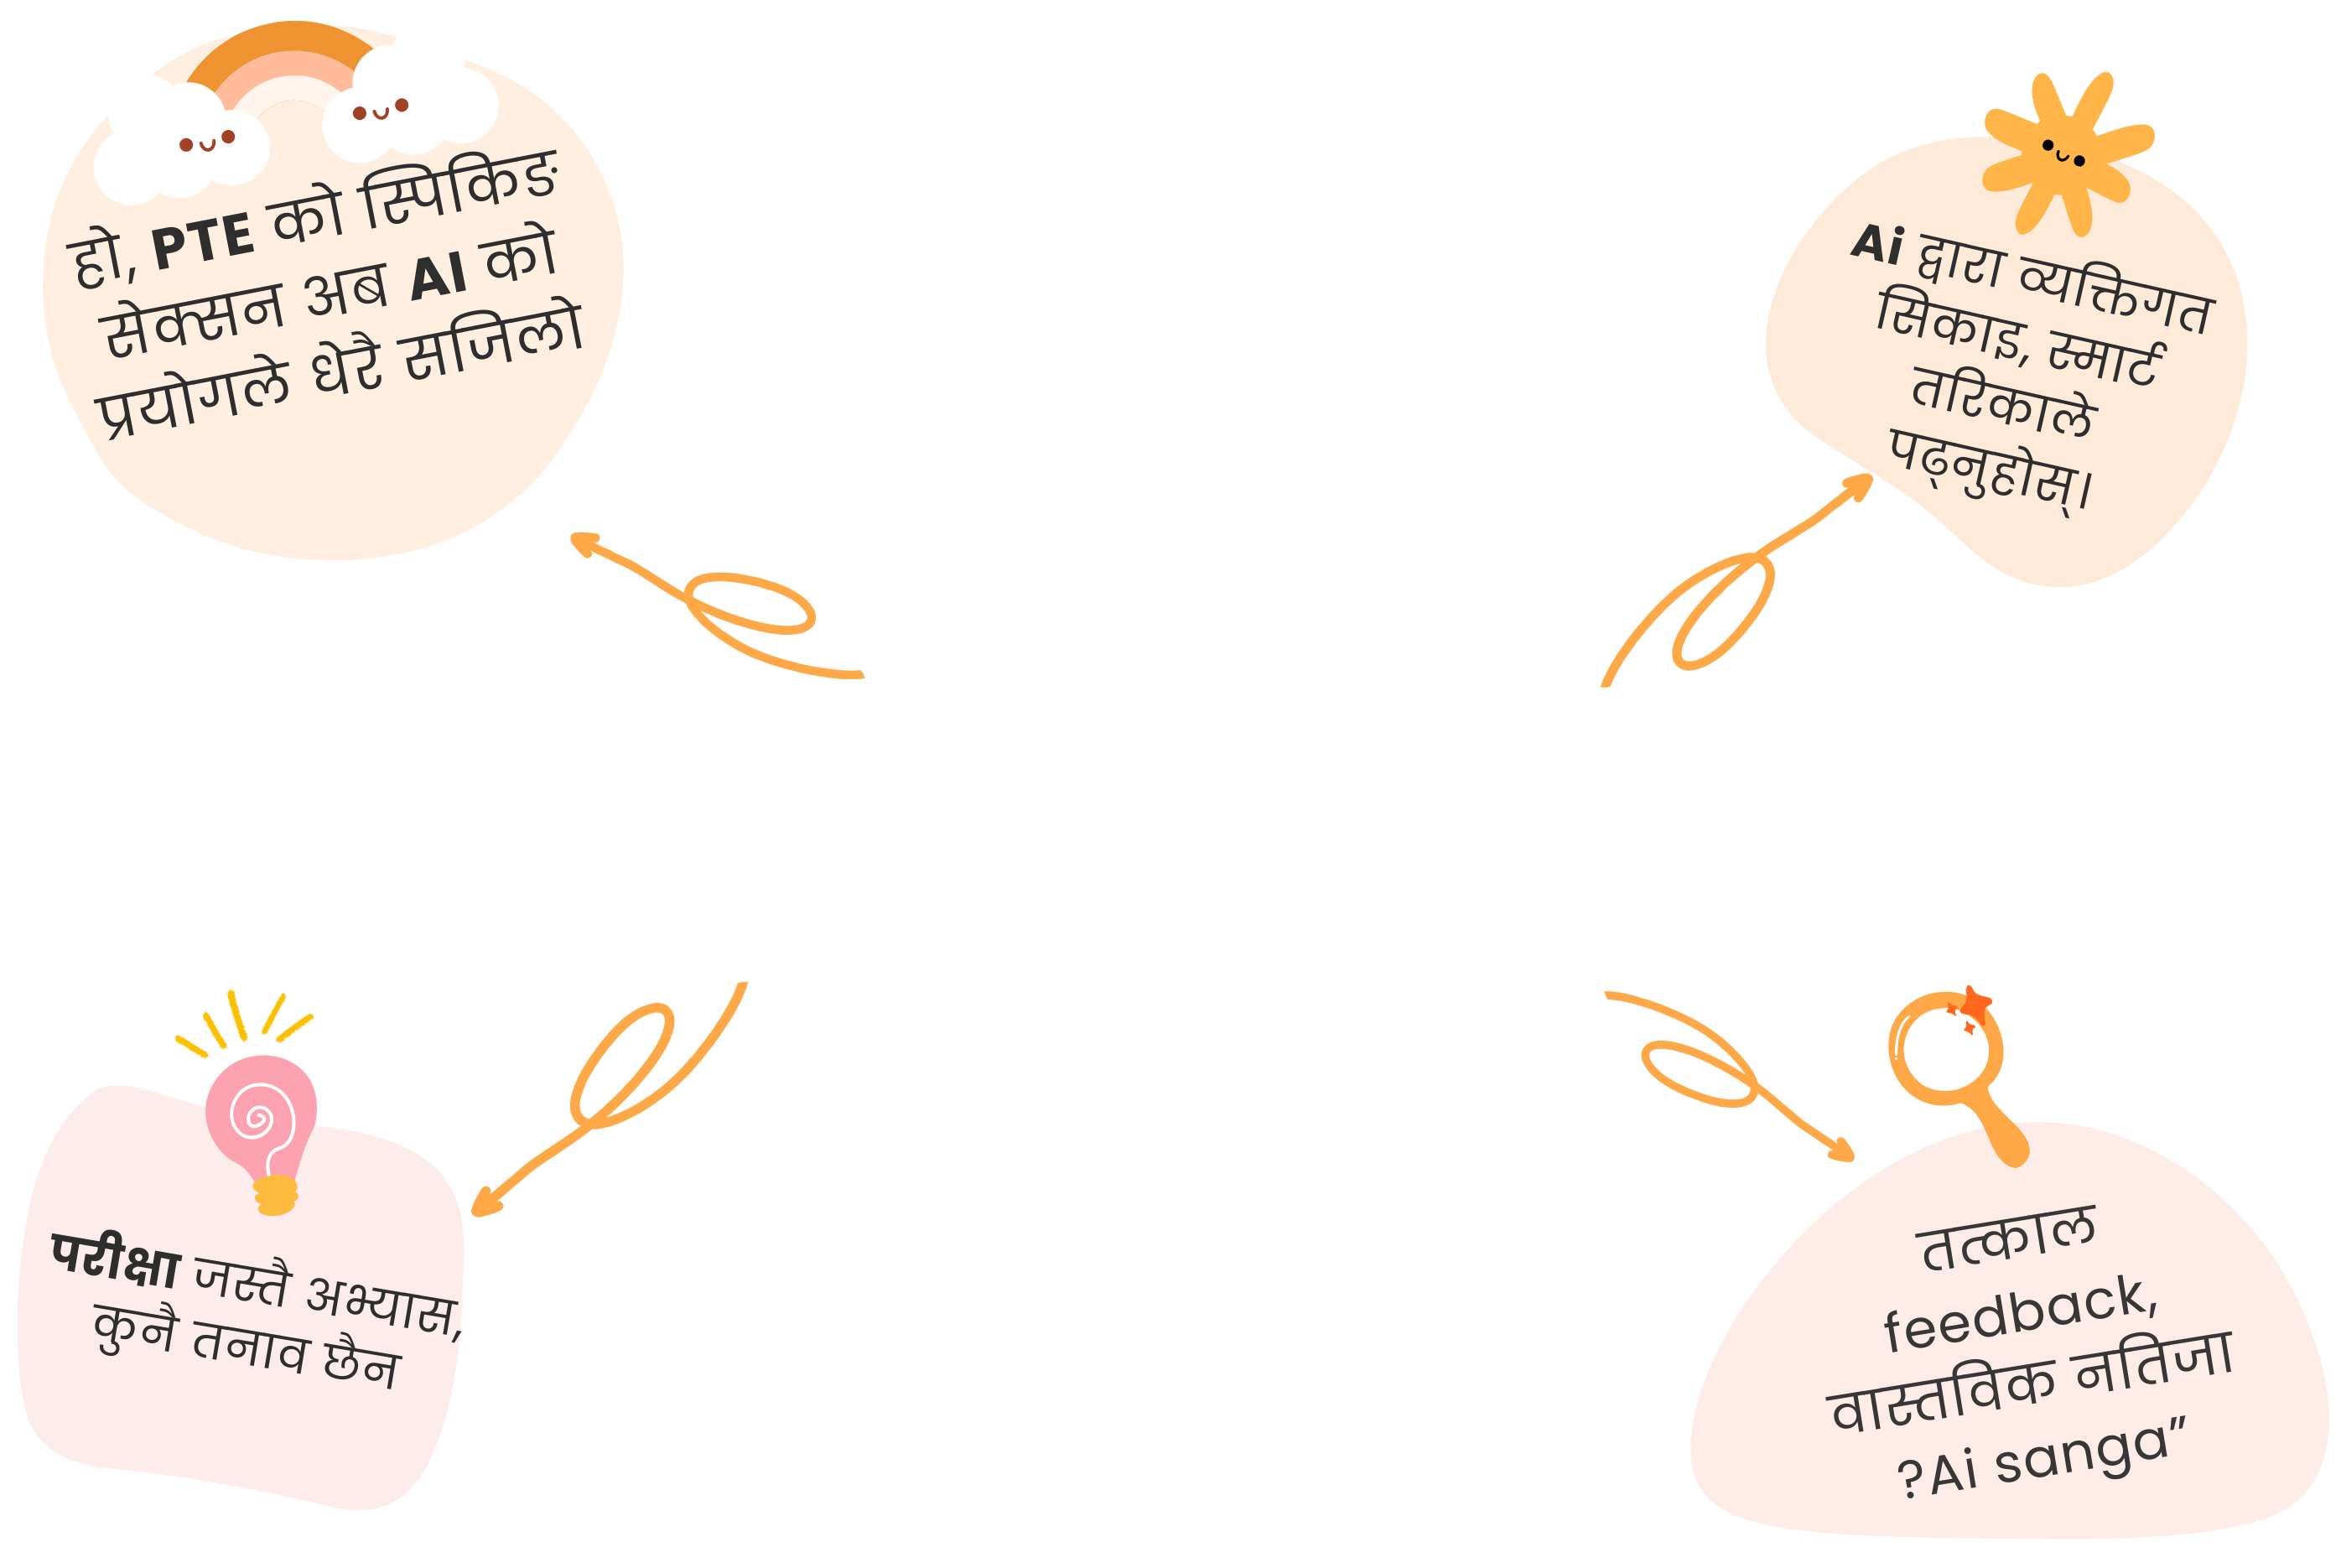 हो, PTE को स्पिकिङ
सेक्सन अब AI को
प्रयोगले धेरै सजिलो
Ai द्वारा व्यक्तिगत
सिकाइ, स्मार्ट
तरिकाले
पढ्नुहोस्।
परीक्षा जस्तै अभ्यास,
कुनै तनाव छैन
तत्काल
feedback,
वास्तविक नतिजा
?Ai sanga”